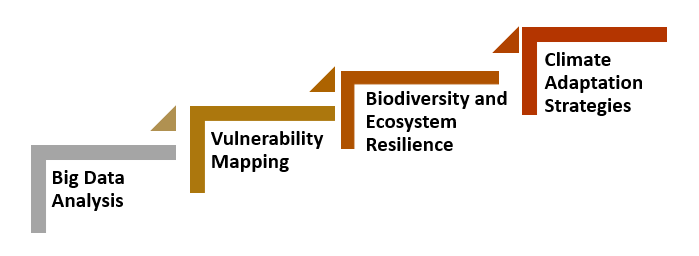 Big Data
Analysis
Vulnerability
Mapping
Biodiversity and
Ecosystem
Resilience
Climate
Adaptation
Strategies